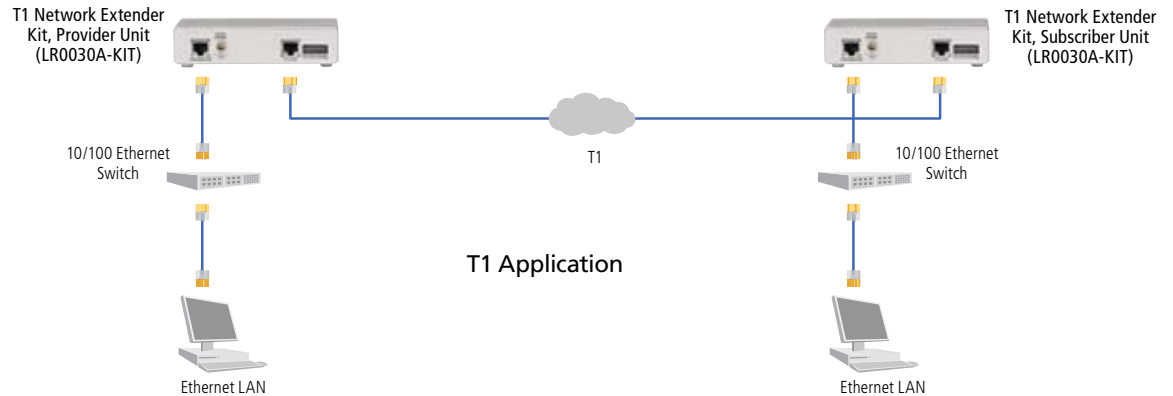 T1 Network Extender
Kit, Provider Unit
(LR0030A-KIT)
T1 Network Extender
Kit, Subscriber Unit
(LR0030A-KIT)
T1
10/100 Ethernet
Switch
10/100 Ethernet
Switch
T1 Application
Ethernet LAN
Ethernet LAN